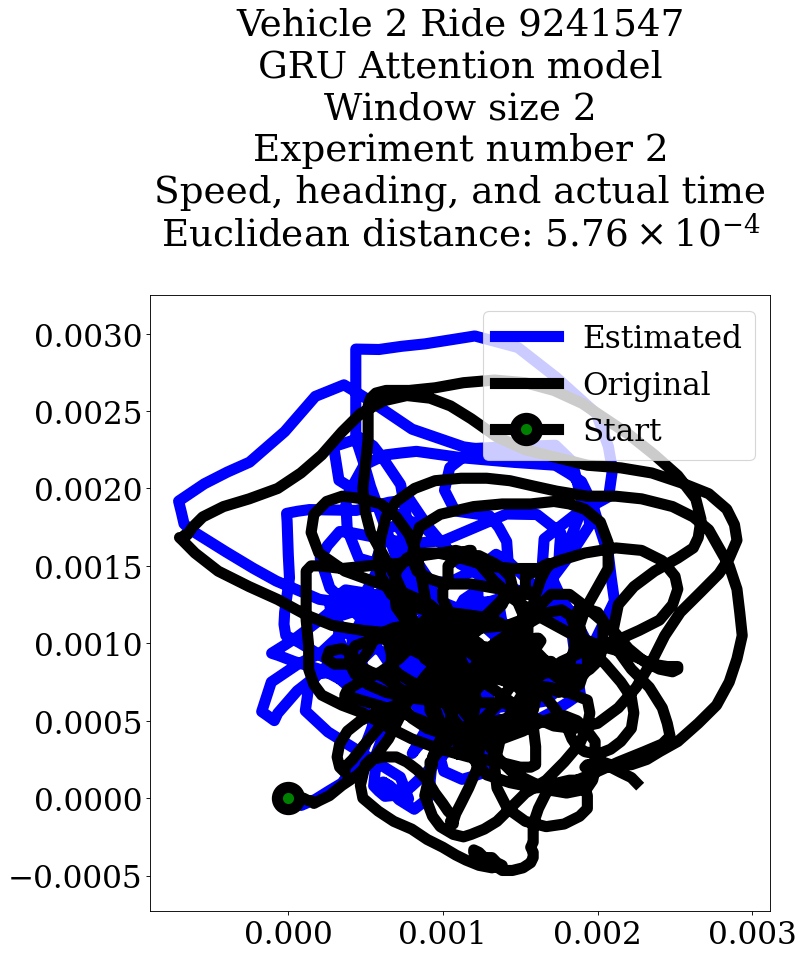 Vehicle 2 Ride 9241547
GRU Attention model
Window size 2
Experiment number 2
Speed, heading, and actual time
Euclidean distance: 5.76 × 10⁻⁴
Estimated
Original
Start
0.0030
0.0025
0.0020
0.0015
0.0010
0.0005
0.0000
−0.0005
0.000 0.001 0.002 0.003